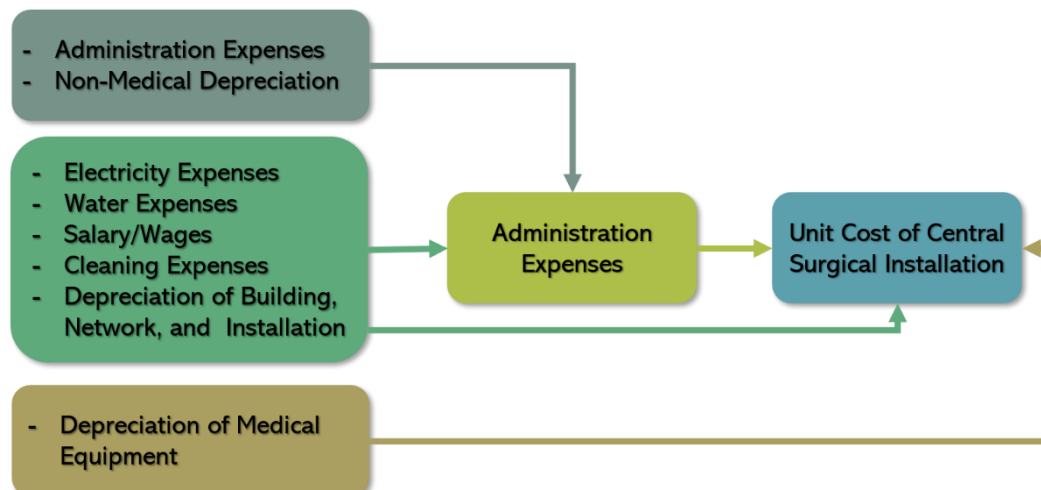 - Administration Expenses
- Non-Medical Depreciation
- Electricity Expenses
- Water Expenses
- Salary/Wages
- Cleaning Expenses
- Depreciation of Building,
Network, and Installation
Administration
Expenses
Unit Cost of Central
Surgical Installation
- Depreciation of Medical
Equipment